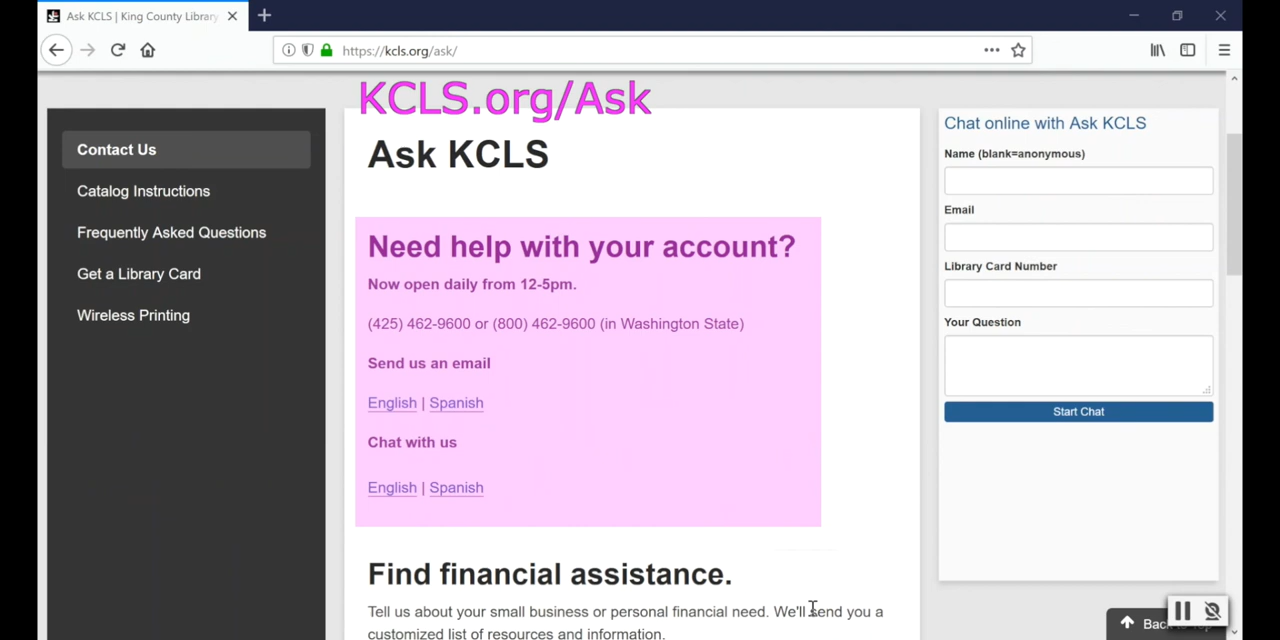 Ask KCLS | King County Library
https://kcls.org/ask/
KCLS.org/Ask
Contact Us
Catalog Instructions
Frequently Asked Questions
Get a Library Card
Wireless Printing
Ask KCLS
Need help with your account?
Now open daily from 12-5pm.
(425) 462-9600 or (800) 462-9600 (in Washington State)
Send us an email
English | Spanish
Chat with us
English | Spanish
Find financial assistance.
Tell us about your small business or personal financial need. We'll send you a
customized list of resources and information.
Chat online with Ask KCLS
Name (blank=anonymous)
Email
Library Card Number
Your Question
Start Chat
Back to Top